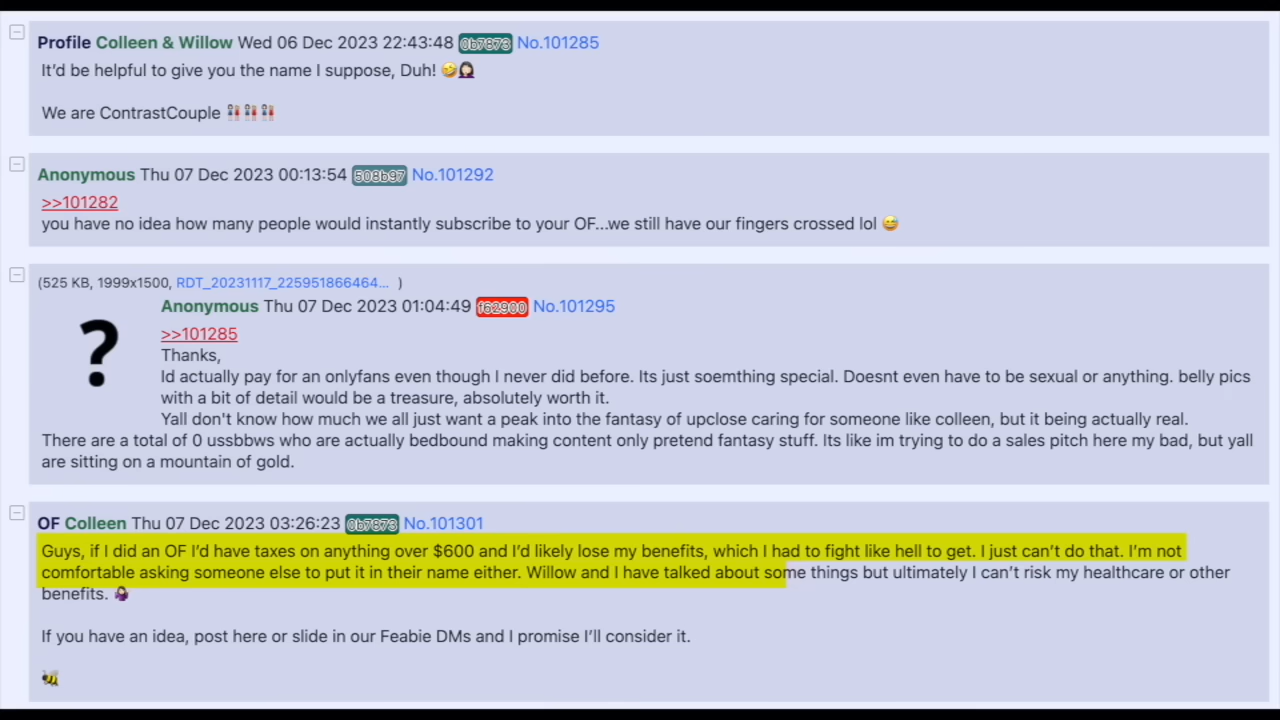 Profile Colleen & Willow Wed 06 Dec 2023 22:43:48 0b7873 No.101285
It'd be helpful to give you the name I suppose, Duh! 🤣🤦🏻‍♀️
We are ContrastCouple 👭👭👭
Anonymous Thu 07 Dec 2023 00:13:54 508b97 No.101292
>>101282
you have no idea how many people would instantly subscribe to your OF...we still have our fingers crossed lol 😅
(525 KB, 1999x1500, RDT_20231117_225951866464... )
Anonymous Thu 07 Dec 2023 01:04:49 f62900 No.101295
>>101285
Thanks,
Id actually pay for an onlyfans even though I never did before. Its just soemthing special. Doesnt even have to be sexual or anything. belly pics
with a bit of detail would be a treasure, absolutely worth it.
Yall don't know how much we all just want a peak into the fantasy of upclose caring for someone like colleen, but it being actually real.
There are a total of 0 ussbbws who are actually bedbound making content only pretend fantasy stuff. Its like im trying to do a sales pitch here my bad, but yall
are sitting on a mountain of gold.
?
OF Colleen Thu 07 Dec 2023 03:26:23 0b7873 No.101301
Guys, if I did an OF I'd have taxes on anything over $600 and I'd likely lose my benefits, which I had to fight like hell to get. I just can't do that. I'm not
comfortable asking someone else to put it in their name either. Willow and I have talked about some things but ultimately I can't risk my healthcare or other
benefits. 🤷🏻‍♀️
If you have an idea, post here or slide in our Feabie DMs and I promise I'll consider it.
🐝